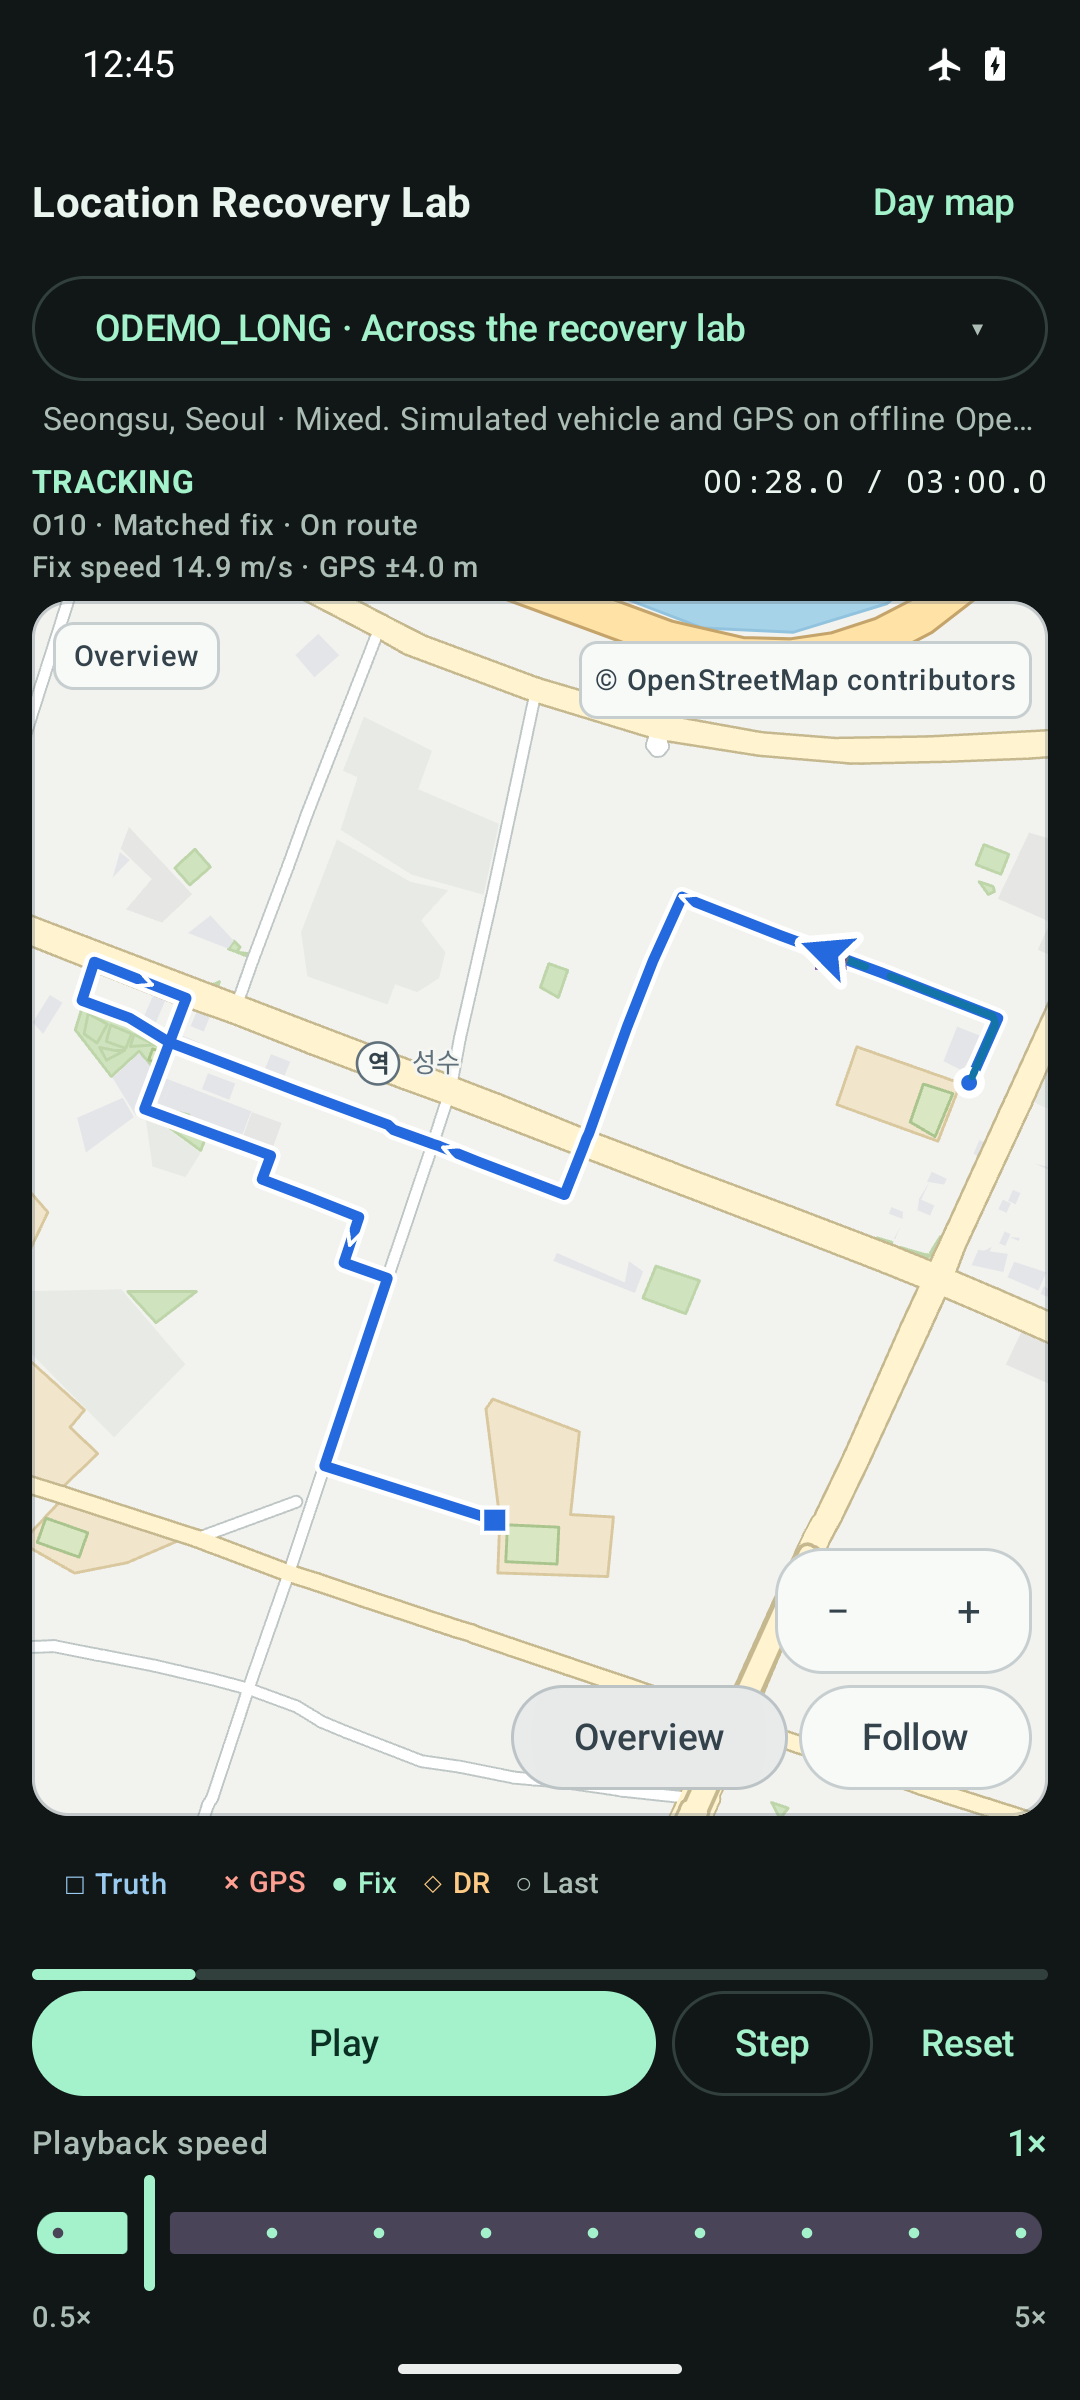 12:45
Location Recovery Lab
Day map
ODEMO_LONG · Across the recovery lab
Seongsu, Seoul · Mixed. Simulated vehicle and GPS on offline Ope…
TRACKING
00:28.0 / 03:00.0
O10 · Matched fix · On route
Fix speed 14.9 m/s · GPS ±4.0 m
Overview
© OpenStreetMap contributors
역 성수
− +
Overview
Follow
□ Truth × GPS ● Fix ◇ DR ○ Last
Play
Step
Reset
Playback speed
1×
0.5×
5×